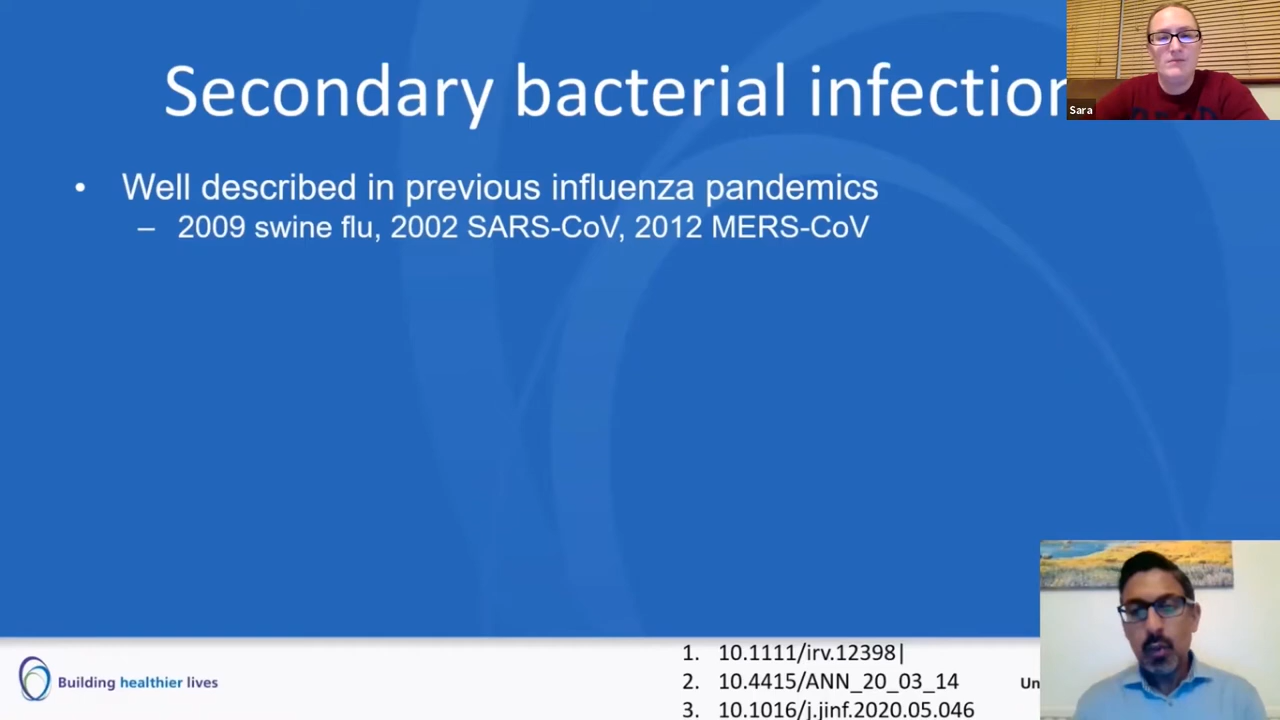 Secondary bacterial infection
Sara
• Well described in previous influenza pandemics
– 2009 swine flu, 2002 SARS-CoV, 2012 MERS-CoV
1. 10.1111/irv.12398|
Building healthier lives
2. 10.4415/ANN_20_03_14
Un
3. 10.1016/j.jinf.2020.05.046